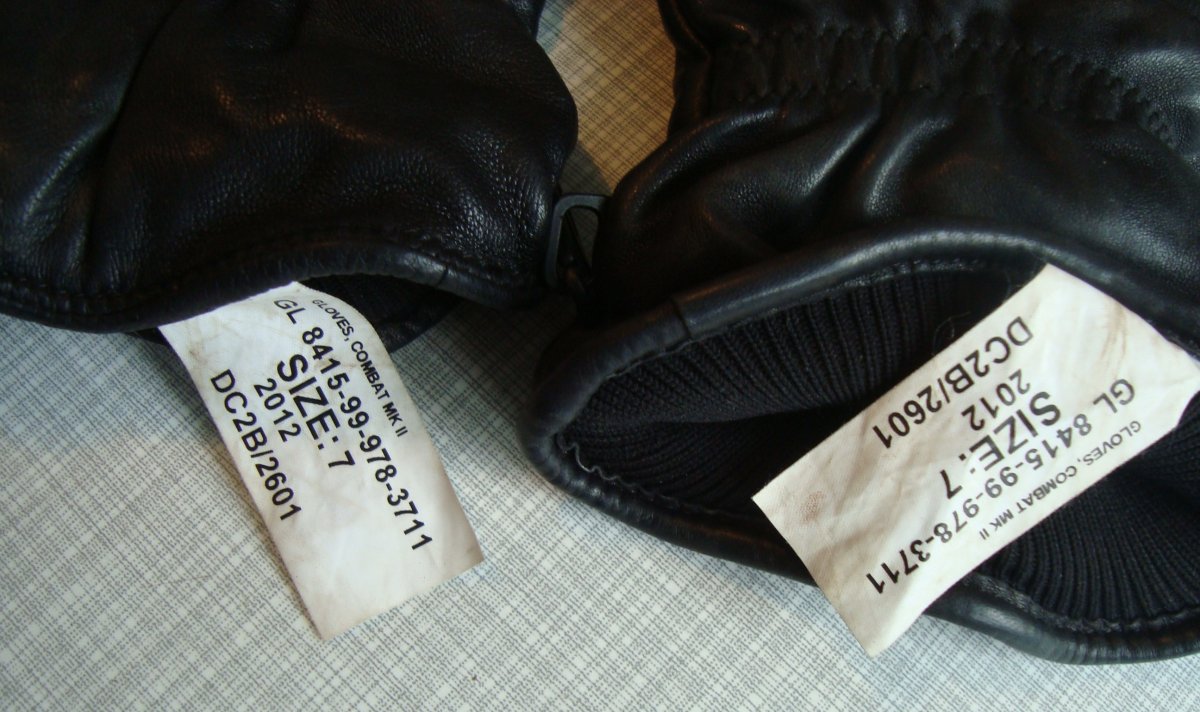 GLOVES, COMBAT MK II
GL 8415-99-978-3711
SIZE: 7
2012
DC2B/2601
GLOVES, COMBAT MK II
GL 8415-99-978-3711
SIZE: 7
2012
DC2B/2601